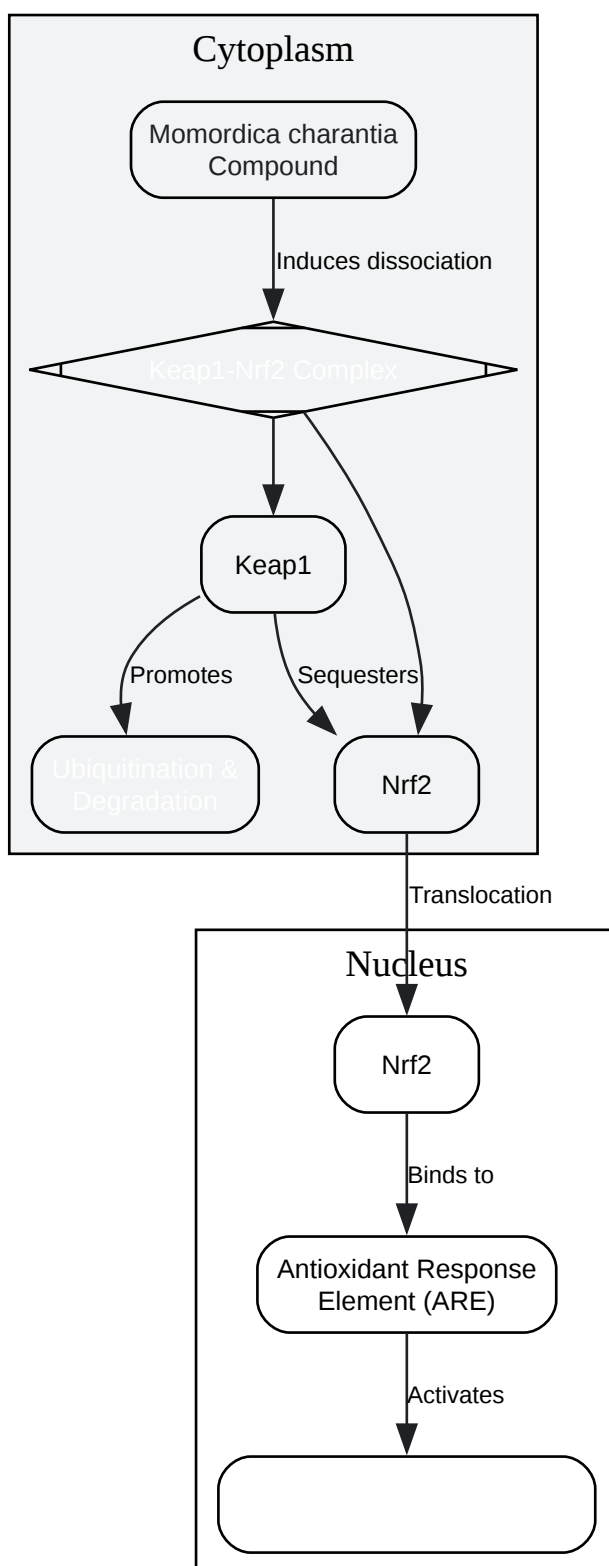 Cytoplasm
Momordica charantia
Compound
Induces dissociation
Keap1-Nrf2 Complex
Keap1
Promotes
Sequesters
Ubiquitination &
Degradation
Nrf2
Translocation
Nucleus
Nrf2
Binds to
Antioxidant Response
Element (ARE)
Activates